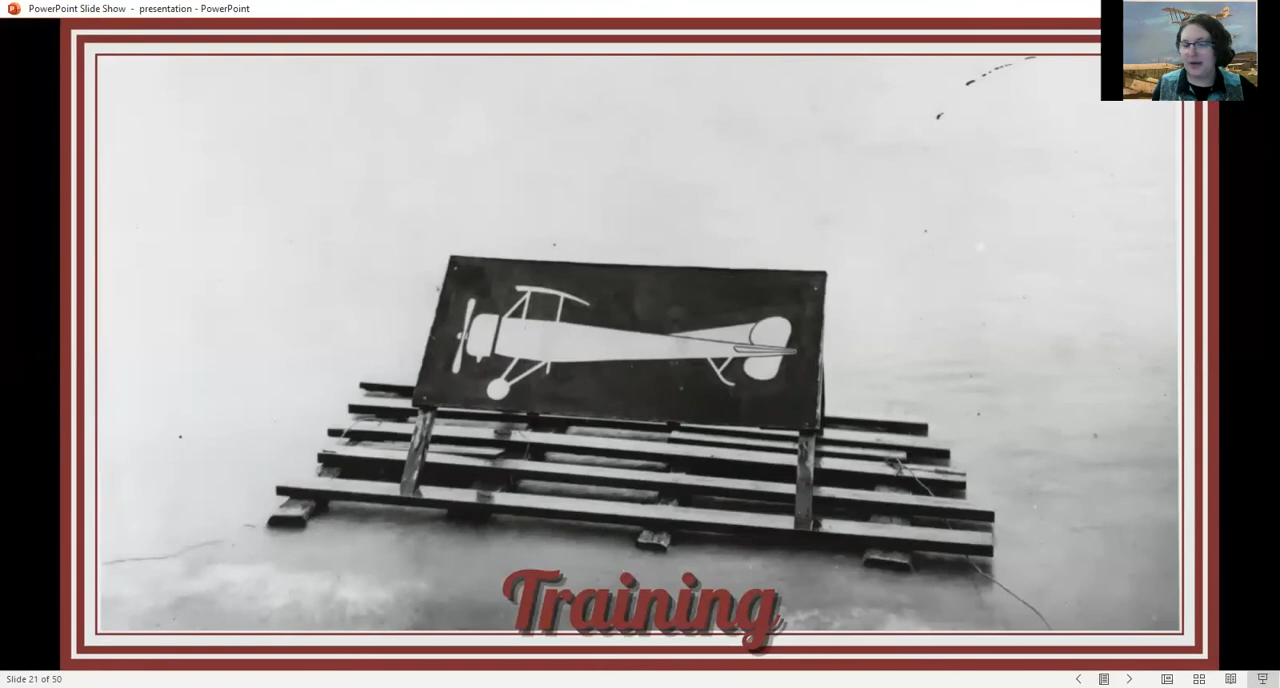 PowerPoint Slide Show - presentation - PowerPoint
Training
Slide 21 of 50